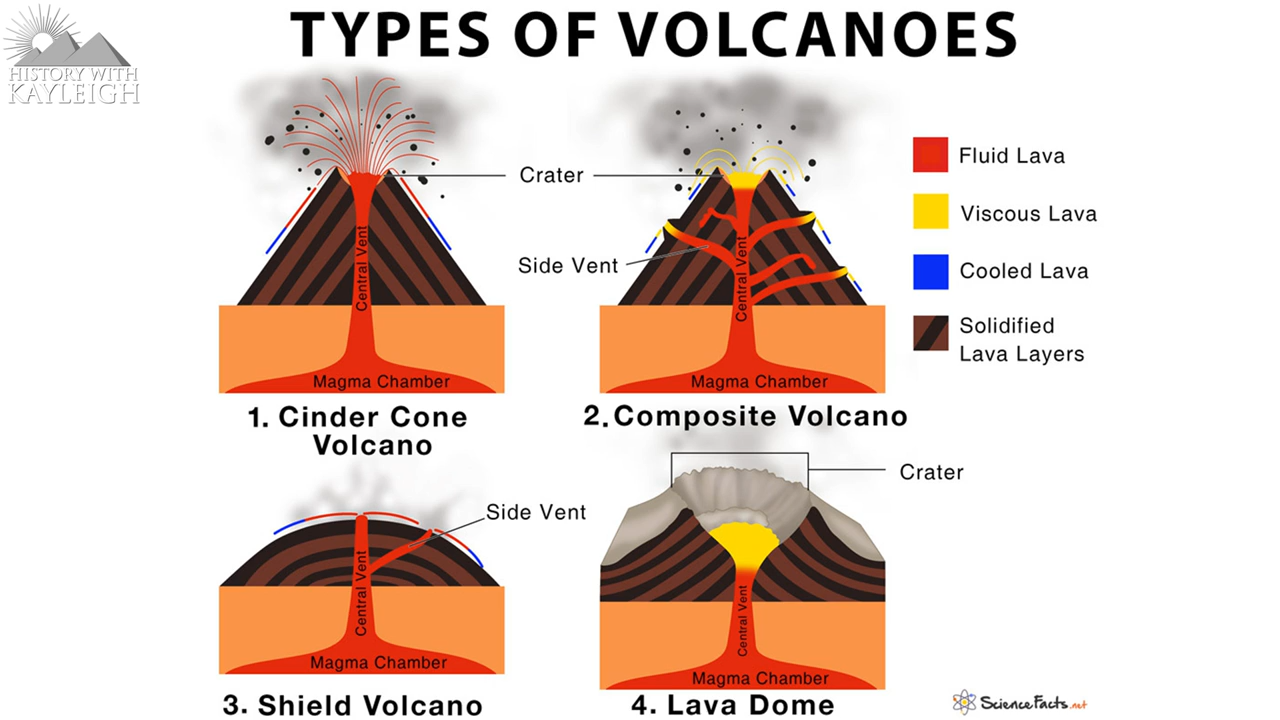 TYPES OF VOLCANOES
HISTORY WITH
KAYLEIGH
Crater
Side Vent
Central Vent
Magma Chamber
1. Cinder Cone
Volcano
Central Vent
Magma Chamber
2. Composite Volcano
Fluid Lava
Viscous Lava
Cooled Lava
Solidified
Lava Layers
Side Vent
Central Vent
Magma Chamber
3. Shield Volcano
Crater
Central Vent
Magma Chamber
4. Lava Dome
ScienceFacts.net